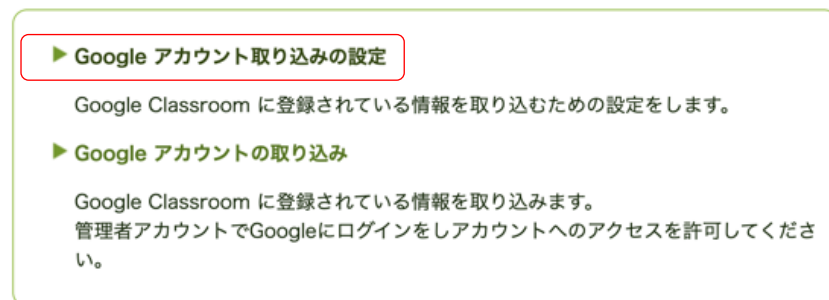 Google アカウント取り込みの設定
Google Classroom に登録されている情報を取り込むための設定をします。
Google アカウントの取り込み
Google Classroom に登録されている情報を取り込みます。
管理者アカウントでGoogleにログインをしアカウントへのアクセスを許可してくださ
い。